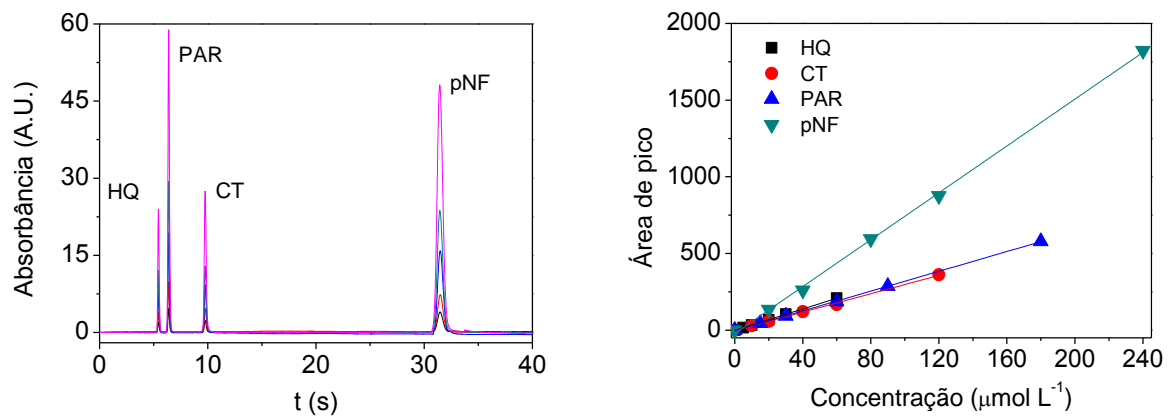 60
45
30
15
0
Absorbância (A.U.)
HQ
PAR
CT
pNF
0 10 20 30 40
t (s)
2000
1500
1000
500
0
Área de pico
HQ
CT
PAR
pNF
0 40 80 120 160 200 240
Concentração (μmol L⁻¹)